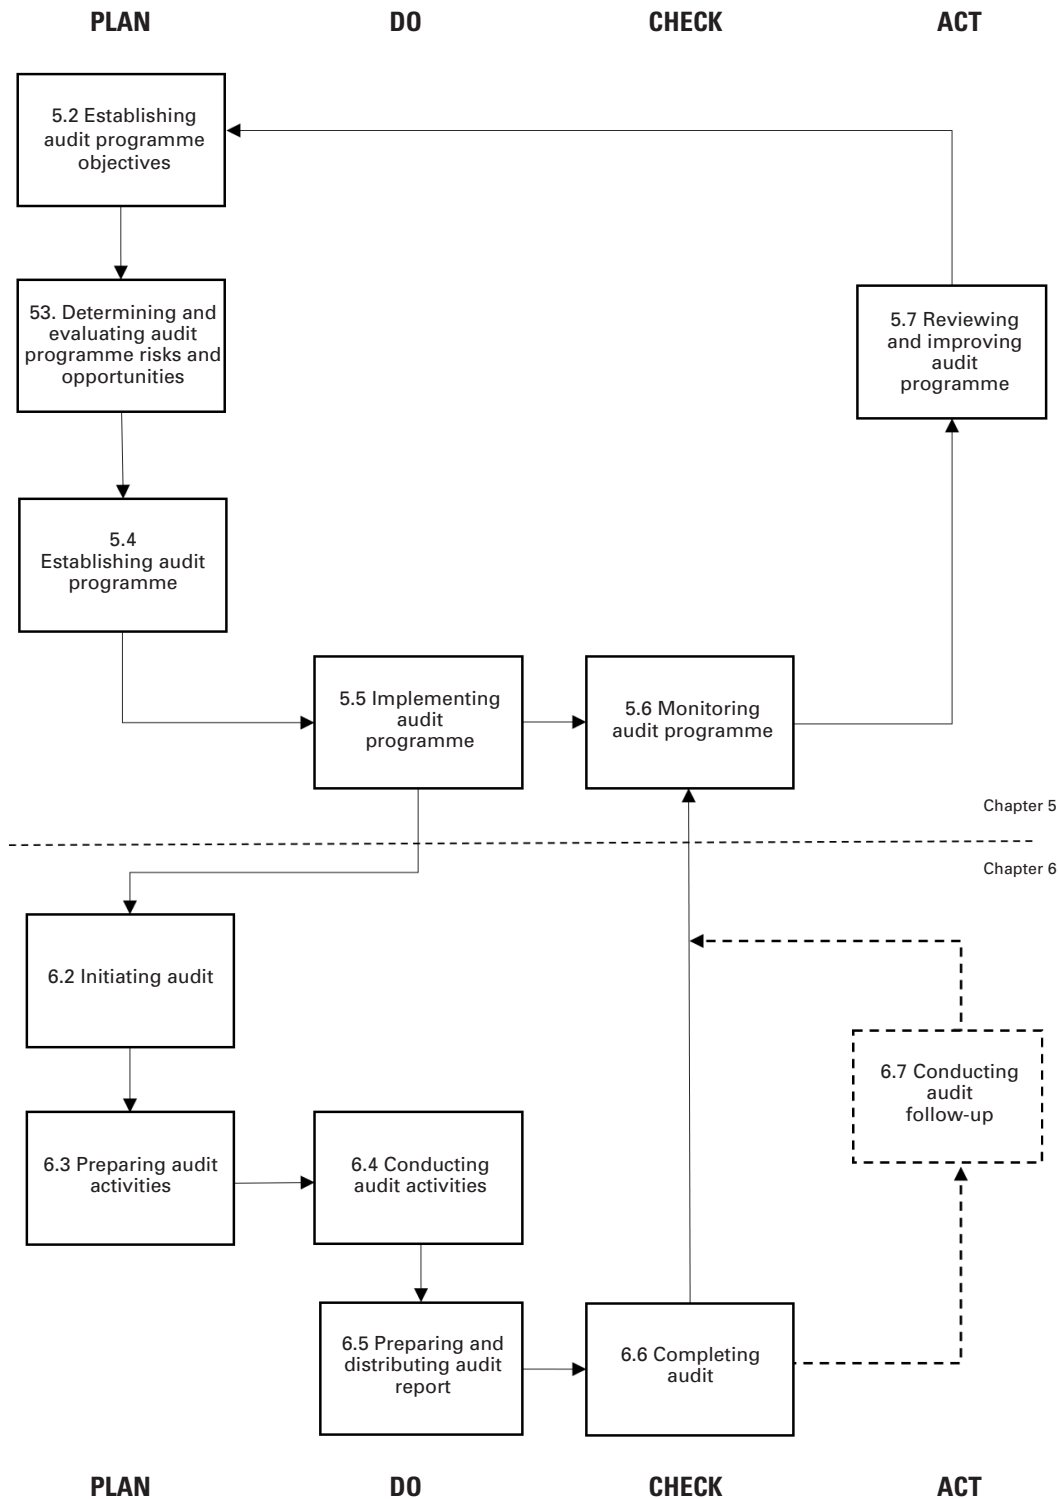 PLAN
DO
CHECK
ACT
5.2 Establishing
audit programme
objectives
53. Determining and
evaluating audit
programme risks and
opportunities
5.7 Reviewing
and improving
audit
programme
5.4
Establishing audit
programme
5.5 Implementing
audit
programme
5.6 Monitoring
audit programme
Chapter 5
Chapter 6
6.2 Initiating audit
6.7 Conducting
audit
follow-up
6.3 Preparing audit
activities
6.4 Conducting
audit activities
6.5 Preparing and
distributing audit
report
6.6 Completing
audit
PLAN
DO
CHECK
ACT